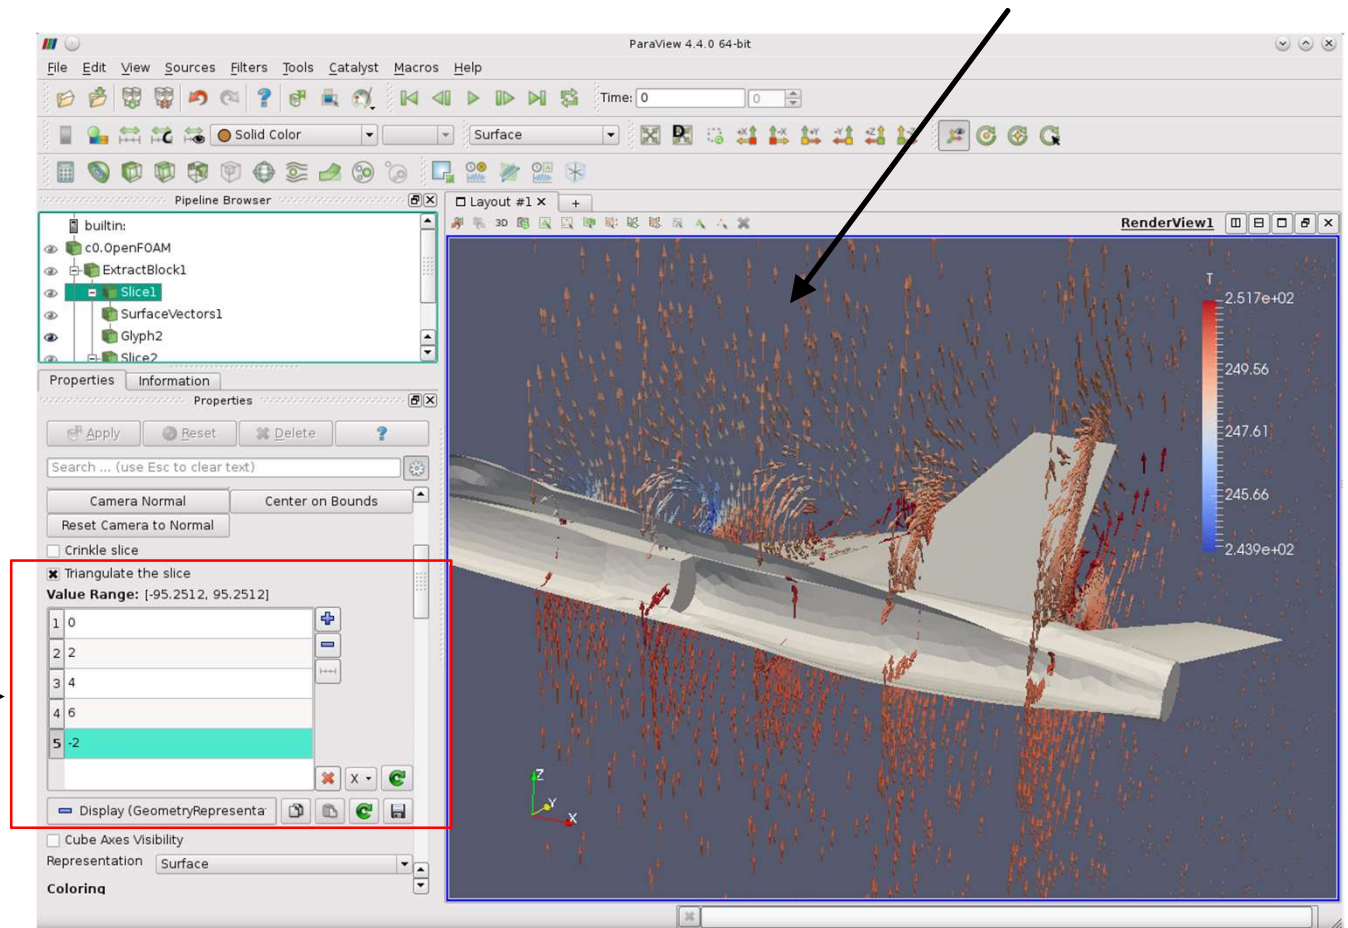 ParaView 4.4.0 64-bit
File Edit View Sources Filters Tools Catalyst Macros Help
Time: 0 0
Solid Color Surface
Pipeline Browser
builtin:
c0.OpenFOAM
ExtractBlock1
Slice1
SurfaceVectors1
Glyph2
Slice2
Properties Information
Properties
Apply Reset Delete ?
Search ... (use Esc to clear text)
Camera Normal Center on Bounds
Reset Camera to Normal
Crinkle slice
Triangulate the slice
Value Range: [-95.2512, 95.2512]
1 0
2 2
3 4
4 6
5 -2
X
Display (GeometryRepresenta
Cube Axes Visibility
Representation Surface
Coloring
Layout #1 × +
3D RenderView1
T
2.517e+02
249.56
247.61
245.66
2.439e+02
Z
Y
X